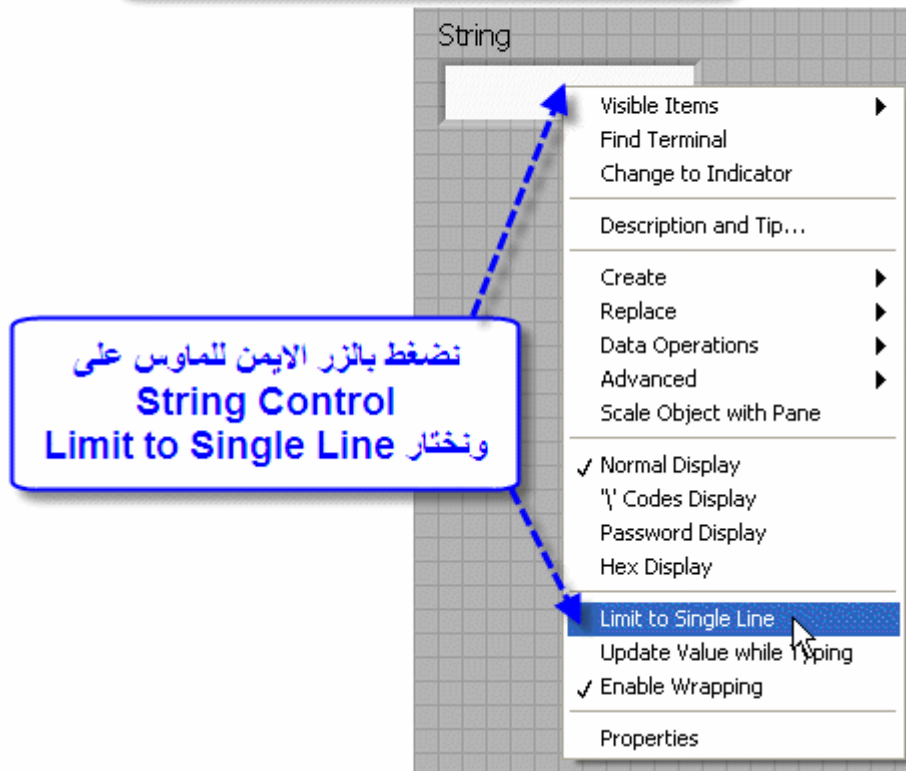 String
Visible Items
Find Terminal
Change to Indicator
Description and Tip...
Create
Replace
Data Operations
Advanced
Scale Object with Pane
Normal Display
'\' Codes Display
Password Display
Hex Display
Limit to Single Line
Update Value while Typing
Enable Wrapping
Properties
نضغط بالزر الايمن للماوس على
String Control
ونختار Limit to Single Line